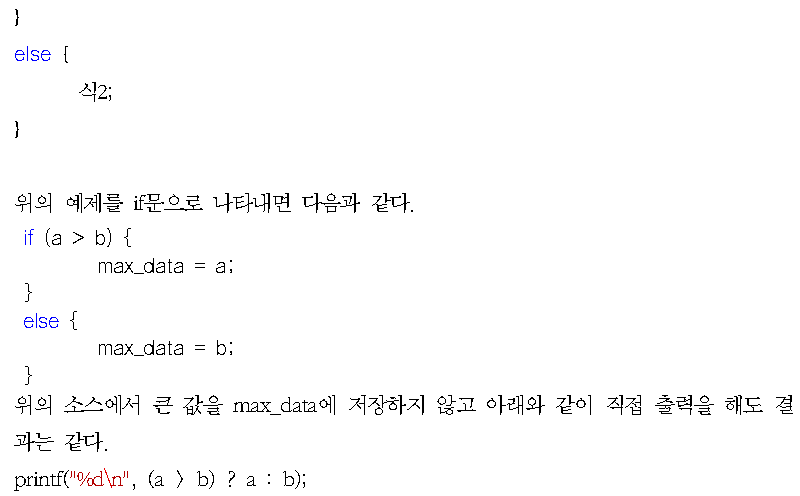 }
else {
식2;
}
위의 예제를 if문으로 나타내면 다음과 같다.
if (a > b) {
max_data = a;
}
else {
max_data = b;
}
위의 소스에서 큰 값을 max_data에 저장하지 않고 아래와 같이 직접 출력을 해도 결
과는 같다.
printf("%d\n", (a > b) ? a : b);